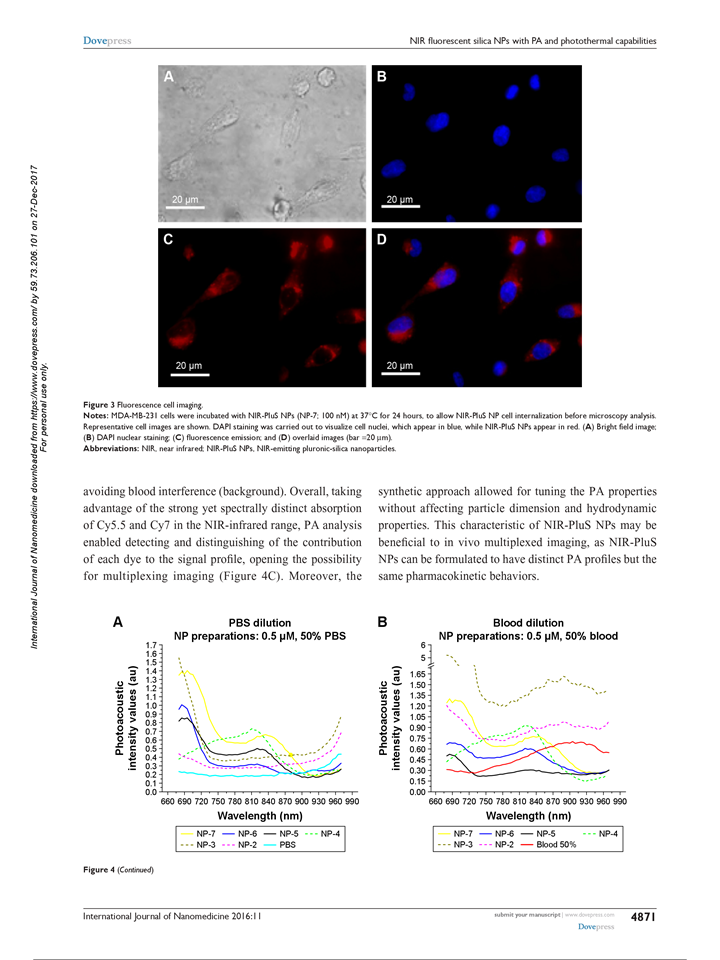 Dovepress
NIR fluorescent silica NPs with PA and photothermal capabilities
International Journal of Nanomedicine downloaded from https://www.dovepress.com/ by 59.73.206.101 on 27-Dec-2017
For personal use only.
A
B
20 µm
20 µm
C
D
20 µm
20 µm
Figure 3 Fluorescence cell imaging.
Notes: MDA-MB-231 cells were incubated with NIR-PluS NPs (NP-7; 100 nM) at 37°C for 24 hours, to allow NIR-PluS NP cell internalization before microscopy analysis.
Representative cell images are shown. DAPI staining was carried out to visualize cell nuclei, which appear in blue, while NIR-PluS NPs appear in red. (A) Bright field image;
(B) DAPI nuclear staining; (C) fluorescence emission; and (D) overlaid images (bar =20 µm).
Abbreviations: NIR, near infrared; NIR-PluS NPs, NIR-emitting pluronic-silica nanoparticles.
avoiding blood interference (background). Overall, taking
advantage of the strong yet spectrally distinct absorption
of Cy5.5 and Cy7 in the NIR-infrared range, PA analysis
enabled detecting and distinguishing of the contribution
of each dye to the signal profile, opening the possibility
for multiplexing imaging (Figure 4C). Moreover, the
synthetic approach allowed for tuning the PA properties
without affecting particle dimension and hydrodynamic
properties. This characteristic of NIR-PluS NPs may be
beneficial to in vivo multiplexed imaging, as NIR-PluS
NPs can be formulated to have distinct PA profiles but the
same pharmacokinetic behaviors.
A
PBS dilution
NP preparations: 0.5 µM, 50% PBS
Photoacoustic
intensity values (au)
1.7
1.6
1.5
1.4
1.3
1.2
1.1
1.0
0.9
0.8
0.7
0.6
0.5
0.4
0.3
0.2
0.1
0.0
660 690 720 750 780 810 840 870 900 930 960 990
Wavelength (nm)
NP-7 NP-6 NP-5 NP-4
NP-3 NP-2 PBS
B
Blood dilution
NP preparations: 0.5 µM, 50% blood
Photoacoustic
intensity values (au)
6
5
1.65
1.50
1.35
1.20
1.05
0.90
0.75
0.60
0.45
0.30
0.15
0.00
660 690 720 750 780 810 840 870 900 930 960 990
Wavelength (nm)
NP-7 NP-6 NP-5 NP-4
NP-3 NP-2 Blood 50%
Figure 4 (Continued)
International Journal of Nanomedicine 2016:11
submit your manuscript | www.dovepress.com
Dovepress
4871